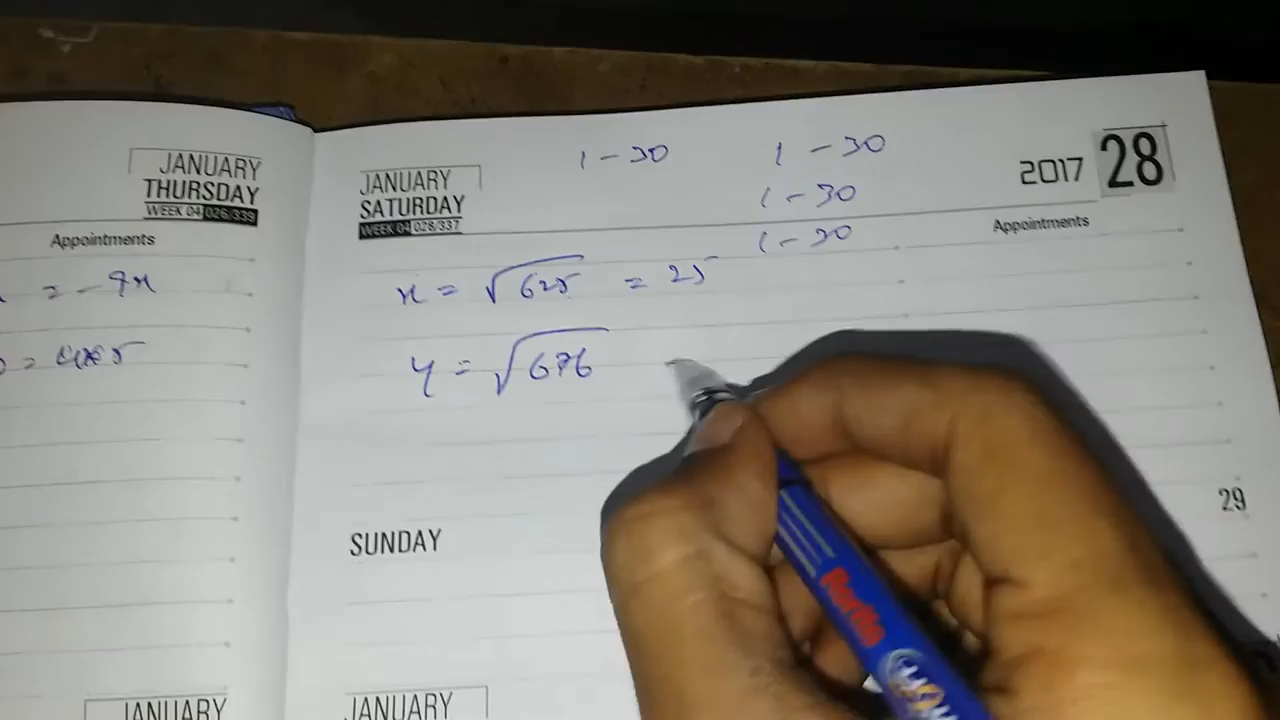 JANUARY
THURSDAY
WEEK 04 026/339
Appointments
= - 9x
JANUARY
SATURDAY
WEEK 04 028/337
1 - 30
1 - 30
1 - 30
1 - 30
2017 28
Appointments
x = √625 = 25
y = √676
SUNDAY
29
JANUARY
JANUARY